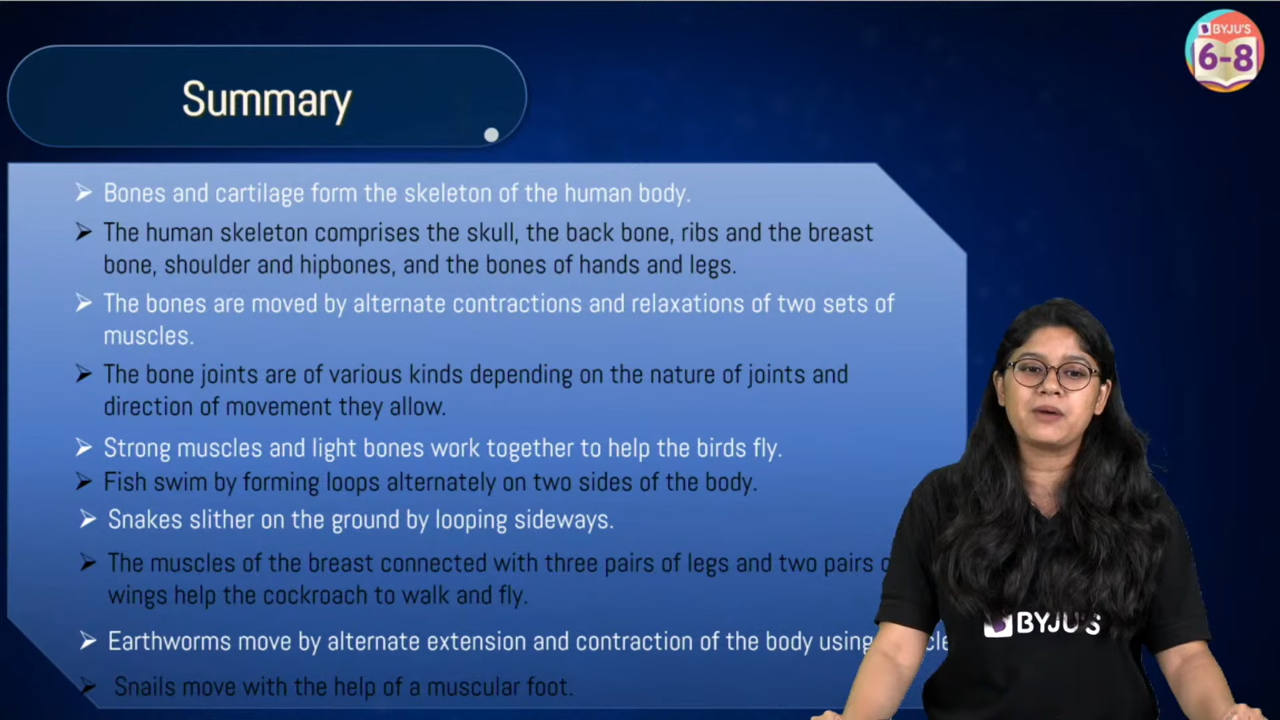 BYJU'S
6-8
Summary
Bones and cartilage form the skeleton of the human body.
The human skeleton comprises the skull, the back bone, ribs and the breast
bone, shoulder and hipbones, and the bones of hands and legs.
The bones are moved by alternate contractions and relaxations of two sets of
muscles.
The bone joints are of various kinds depending on the nature of joints and
direction of movement they allow.
Strong muscles and light bones work together to help the birds fly.
Fish swim by forming loops alternately on two sides of the body.
Snakes slither on the ground by looping sideways.
The muscles of the breast connected with three pairs of legs and two pairs
wings help the cockroach to walk and fly.
Earthworms move by alternate extension and contraction of the body using
Snails move with the help of a muscular foot.
BYJU'S